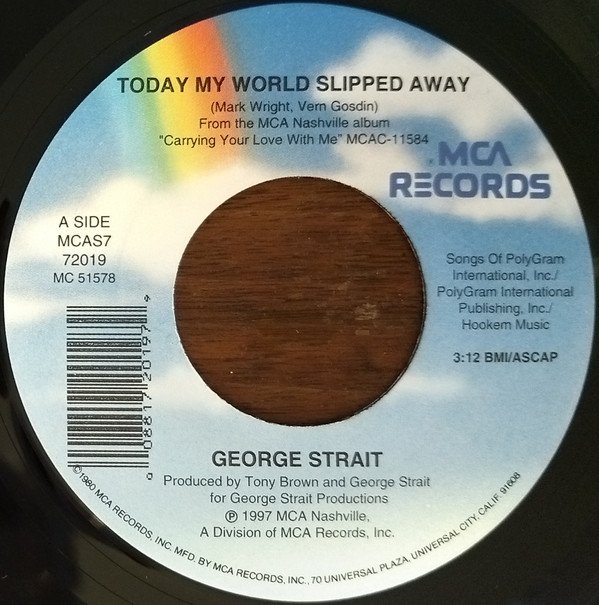 TODAY MY WORLD SLIPPED AWAY
(Mark Wright, Vern Gosdin)
From the MCA Nashville album
"Carrying Your Love With Me" MCAC-11584
MCA
RECORDS
A SIDE
MCAS7
72019
MC 51578
Songs Of PolyGram
International, Inc./
PolyGram International
Publishing, Inc./
Hookem Music
3:12 BMI/ASCAP
0 08817 20197 9
GEORGE STRAIT
Produced by Tony Brown and George Strait
for George Strait Productions
℗ 1997 MCA Nashville,
A Division of MCA Records, Inc.
©1980 MCA RECORDS, INC. MFD. BY MCA RECORDS, INC., 70 UNIVERSAL PLAZA, UNIVERSAL CITY, CALIF. 91608